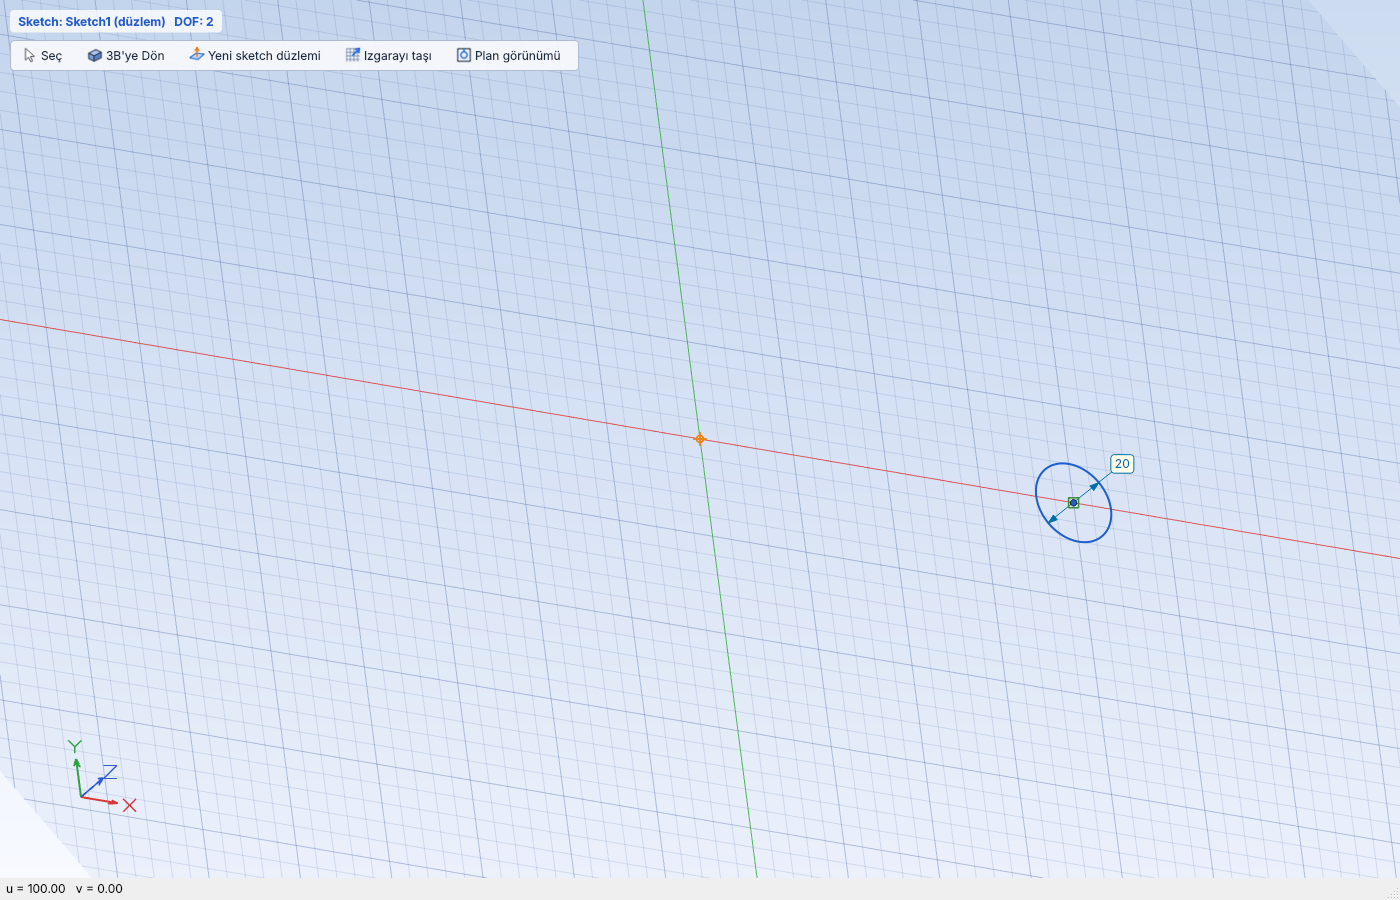 Sketch: Sketch1 (düzlem) DOF: 2
Seç 3B'ye Dön Yeni sketch düzlemi Izgarayı taşı Plan görünümü
20
Y
Z
X
u = 100.00 v = 0.00